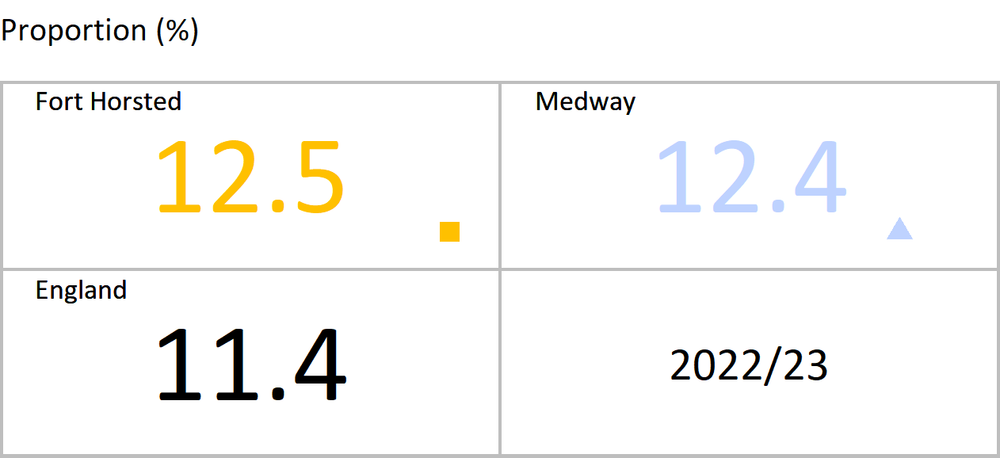 Proportion (%)
Fort Horsted
12.5
Medway
12.4
England
11.4
2022/23